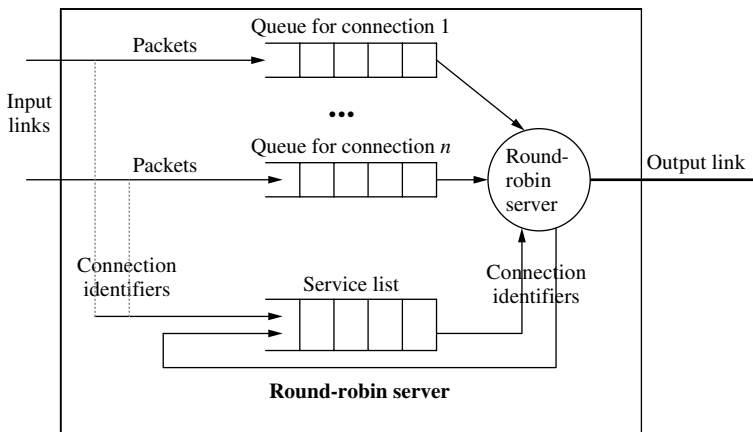 Queue for connection 1
Packets
Input
links
...
Queue for connection n
Packets
Round-
robin
server
Output link
Connection
identifiers
Service list
Connection
identifiers
Round-robin server